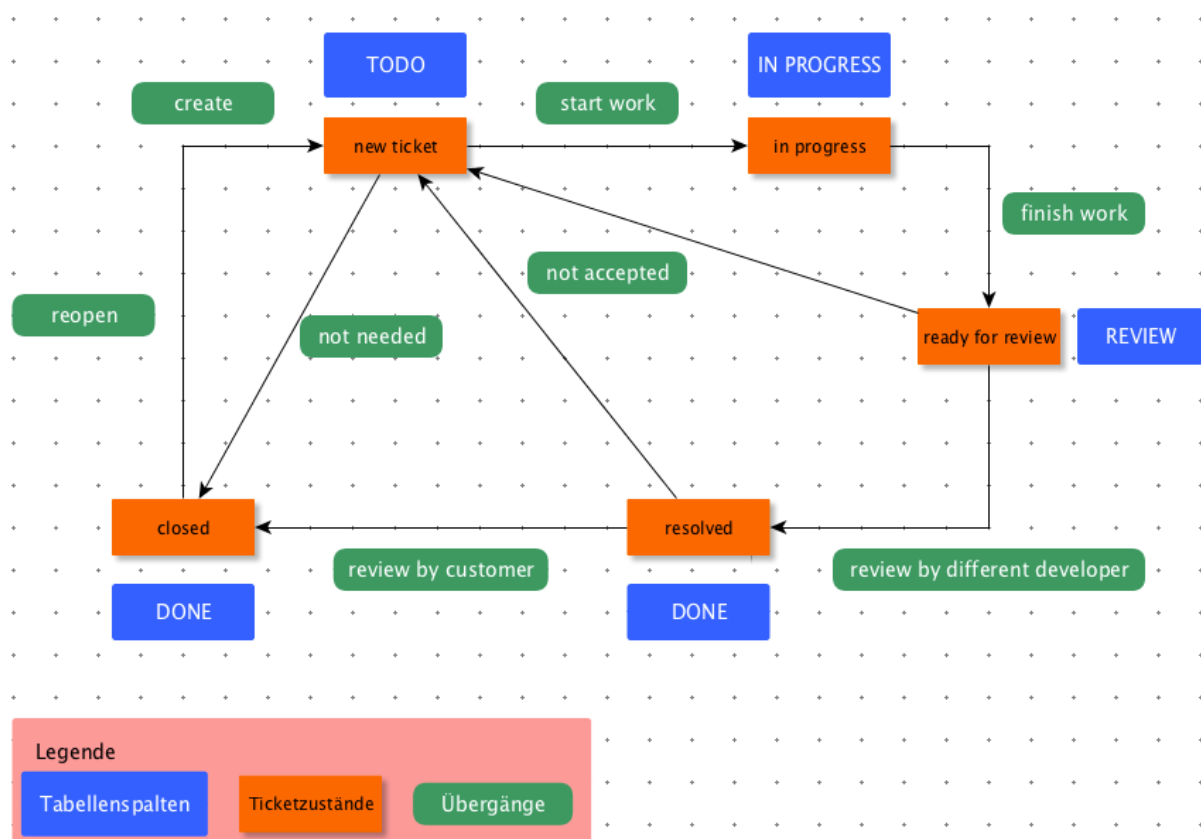 TODO
IN PROGRESS
create
start work
new ticket
in progress
finish work
not accepted
reopen
not needed
ready for review
REVIEW
closed
resolved
review by customer
review by different developer
DONE
DONE
Legende
Tabellenspalten
Ticketzustände
Übergänge